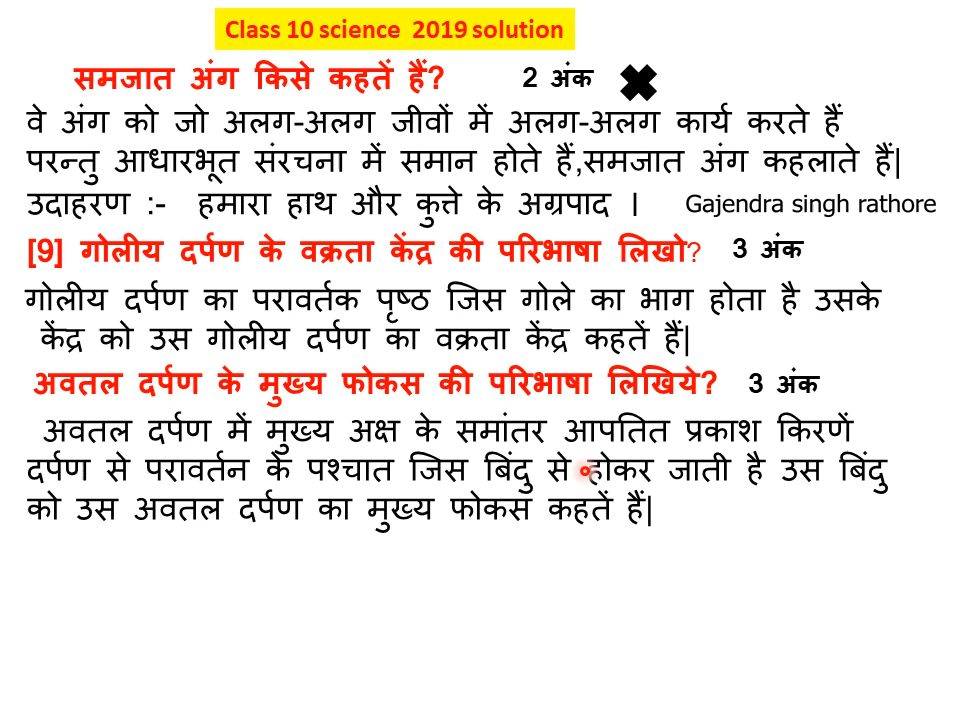 Class 10 science 2019 solution
समजात अंग किसे कहतें हैं? 2 अंक
वे अंग को जो अलग-अलग जीवों में अलग-अलग कार्य करते हैं
परन्तु आधारभूत संरचना में समान होते हैं,समजात अंग कहलाते हैं|
उदाहरण :- हमारा हाथ और कुत्ते के अग्रपाद । Gajendra singh rathore
[9] गोलीय दर्पण के वक्रता केंद्र की परिभाषा लिखो? 3 अंक
गोलीय दर्पण का परावर्तक पृष्ठ जिस गोले का भाग होता है उसके
केंद्र को उस गोलीय दर्पण का वक्रता केंद्र कहतें हैं|
अवतल दर्पण के मुख्य फोकस की परिभाषा लिखिये? 3 अंक
अवतल दर्पण में मुख्य अक्ष के समांतर आपतित प्रकाश किरणें
दर्पण से परावर्तन के पश्चात जिस बिंदु से होकर जाती है उस बिंदु
को उस अवतल दर्पण का मुख्य फोकस कहतें हैं|